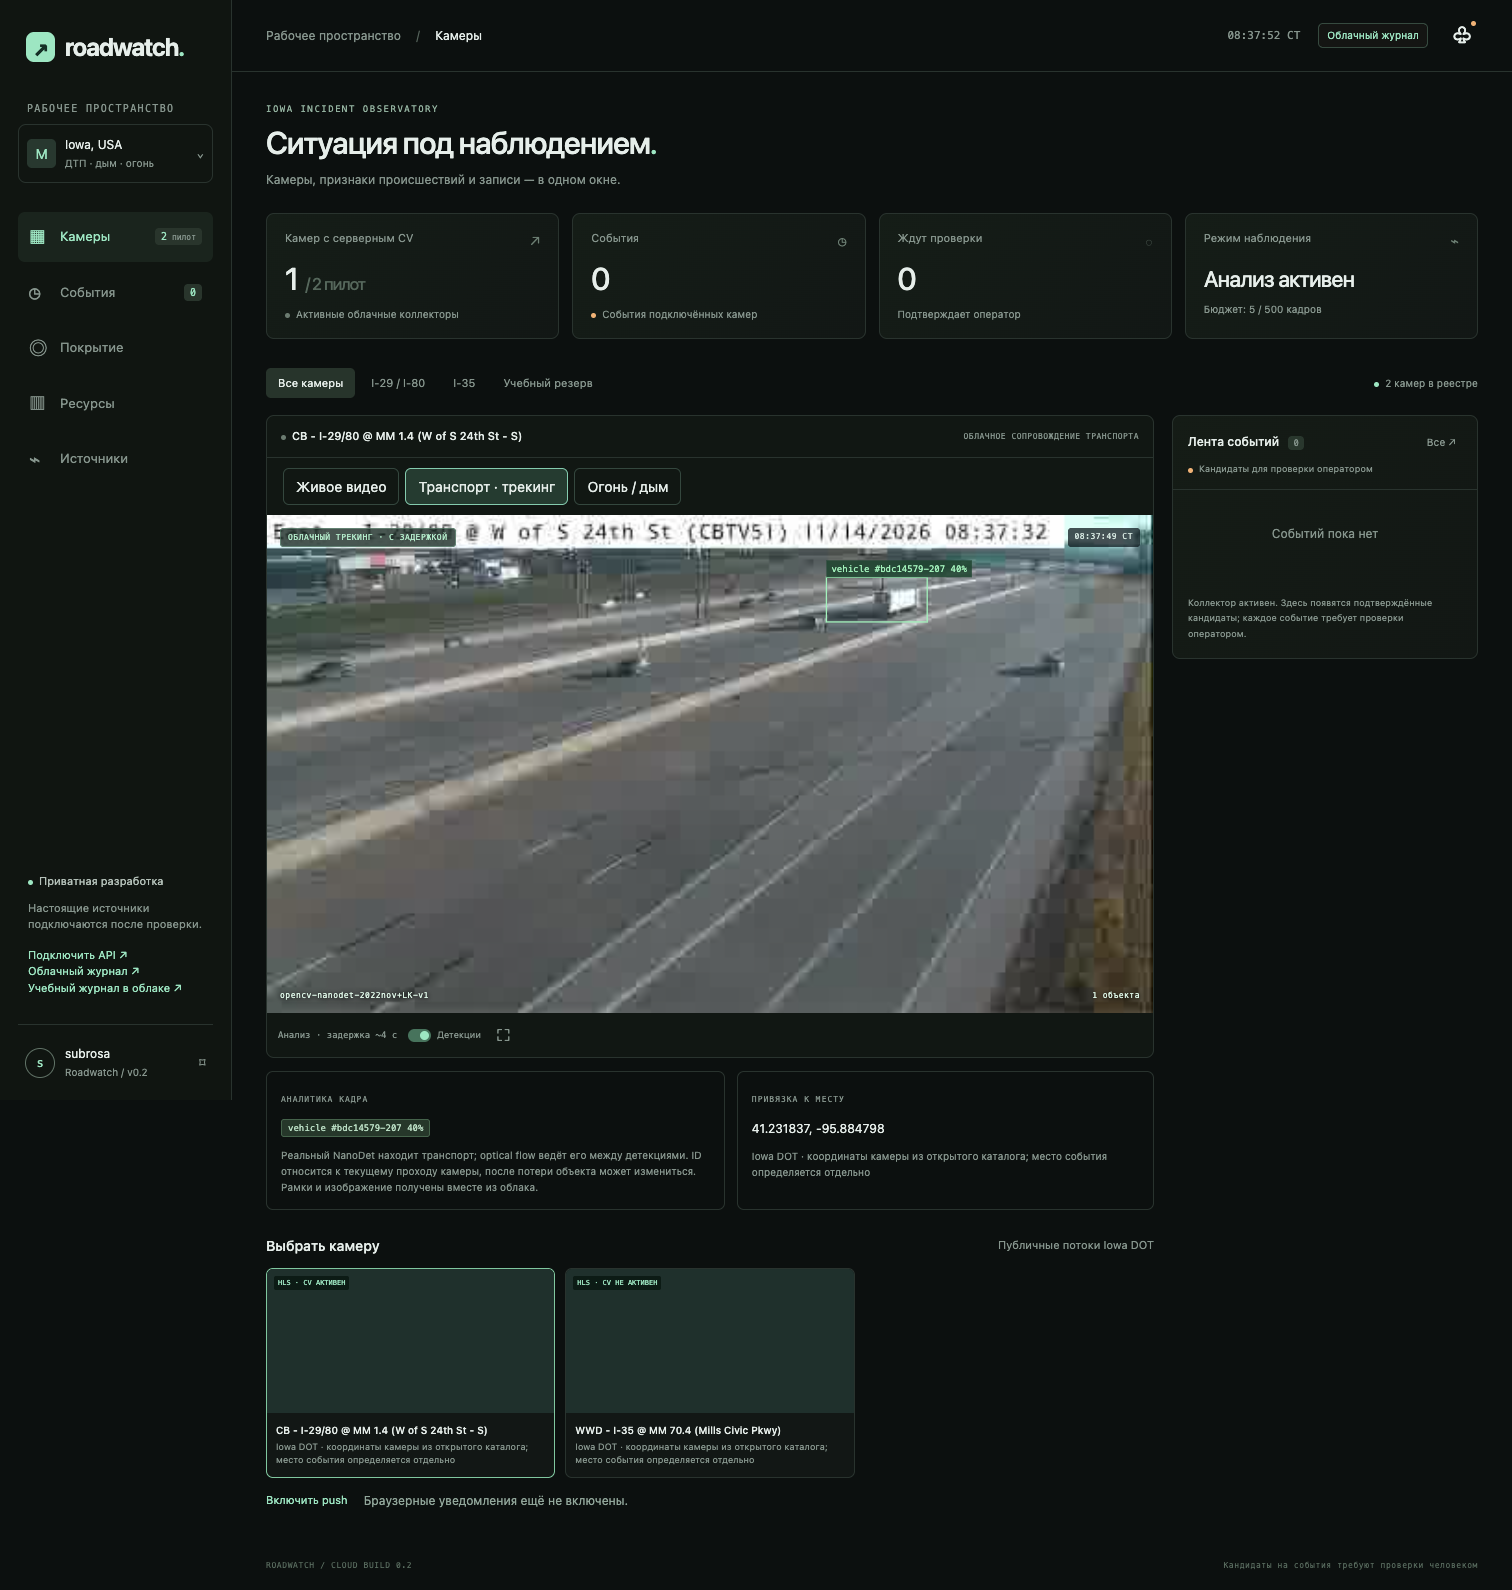 roadwatch.
РАБОЧЕЕ ПРОСТРАНСТВО
M
Iowa, USA
ДТП · дым · огонь
Камеры
2 пилот
События
0
Покрытие
Ресурсы
Источники
Приватная разработка
Настоящие источники
подключаются после проверки.
Подключить API ↗
Облачный журнал ↗
Учебный журнал в облаке ↗
s
subrosa
Roadwatch / v0.2
Рабочее пространство / Камеры
08:37:52 CT
Облачный журнал
IOWA INCIDENT OBSERVATORY
Ситуация под наблюдением.
Камеры, признаки происшествий и записи — в одном окне.
Камер с серверным CV
1 / 2 пилот
Активные облачные коллекторы
События
0
События подключённых камер
Ждут проверки
0
Подтверждает оператор
Режим наблюдения
Анализ активен
Бюджет: 5 / 500 кадров
Все камеры
I-29 / I-80
I-35
Учебный резерв
2 камер в реестре
CB - I-29/80 @ MM 1.4 (W of S 24th St - S)
ОБЛАЧНОЕ СОПРОВОЖДЕНИЕ ТРАНСПОРТА
Живое видео
Транспорт · трекинг
Огонь / дым
@ W of S 24th St (CBTV51) 11/14/2026 08:37:32
ОБЛАЧНЫЙ ТРЕКИНГ · С ЗАДЕРЖКОЙ
08:37:49 CT
vehicle #bdc14579-207 40%
opencv-nanodet-2022nov+LK-v1
1 объекта
Анализ · задержка ~4 с
Детекции
Лента событий 0
Все ↗
Кандидаты для проверки оператором
Событий пока нет
Коллектор активен. Здесь появятся подтверждённые
кандидаты; каждое событие требует проверки
оператором.
АНАЛИТИКА КАДРА
vehicle #bdc14579-207 40%
Реальный NanoDet находит транспорт; optical flow ведёт его между детекциями. ID
относится к текущему проходу камеры, после потери объекта может измениться.
Рамки и изображение получены вместе из облака.
ПРИВЯЗКА К МЕСТУ
41.231837, -95.884798
Iowa DOT · координаты камеры из открытого каталога; место события
определяется отдельно
Выбрать камеру
Публичные потоки Iowa DOT
HLS · CV АКТИВЕН
CB - I-29/80 @ MM 1.4 (W of S 24th St - S)
Iowa DOT · координаты камеры из открытого каталога;
место события определяется отдельно
HLS · CV НЕ АКТИВЕН
WWD - I-35 @ MM 70.4 (Mills Civic Pkwy)
Iowa DOT · координаты камеры из открытого каталога;
место события определяется отдельно
Включить push
Браузерные уведомления ещё не включены.
ROADWATCH / CLOUD BUILD 0.2
Кандидаты на события требуют проверки человеком